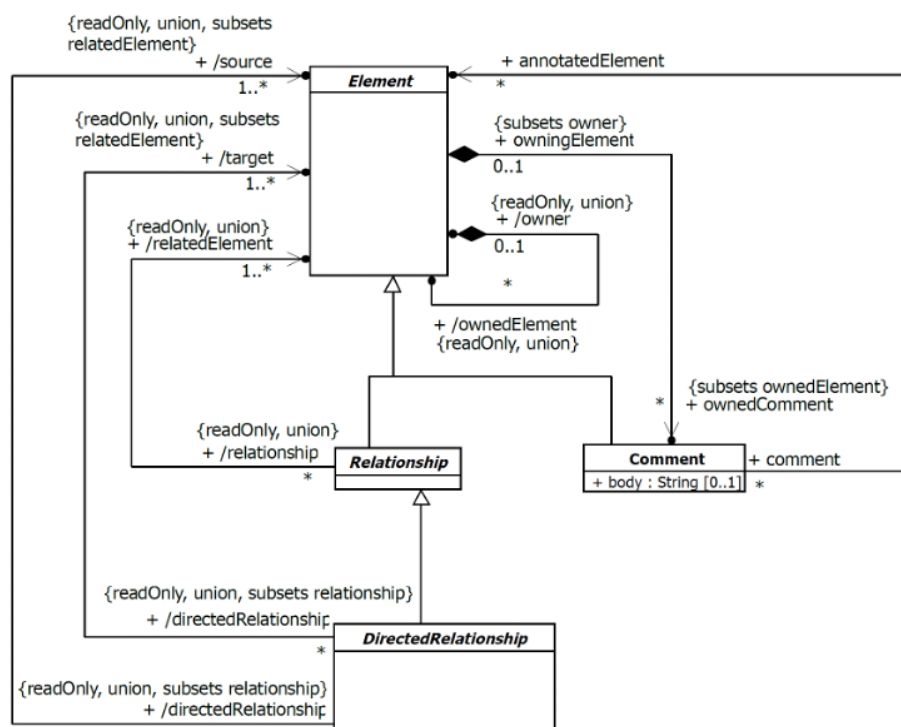 {readOnly, union, subsets
relatedElement}
+ /source
1..*
Element
+ annotatedElement
*
{readOnly, union, subsets
relatedElement}
+ /target
1..*
{subsets owner}
+ owningElement
0..1
{readOnly, union}
+ /owner
0..1
{readOnly, union}
+ /relatedElement
1..*
*
+ /ownedElement
{readOnly, union}
{subsets ownedElement}
* + ownedComment
{readOnly, union}
+ /relationship
*
Relationship
Comment
+ body : String [0..1]
+ comment
*
{readOnly, union, subsets relationship}
+ /directedRelationship
*
DirectedRelationship
{readOnly, union, subsets relationship}
+ /directedRelationship